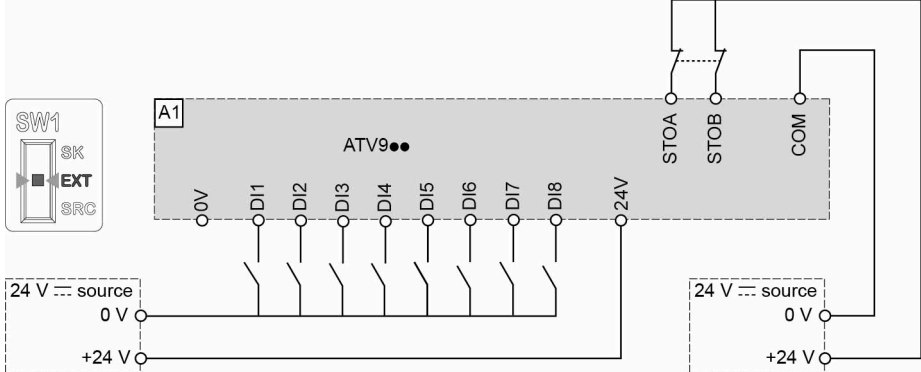 SW1
SK
EXT
SRC
A1
ATV9●●
STOA
STOB
COM
0V
DI1
DI2
DI3
DI4
DI5
DI6
DI7
DI8
24V
24 V ⎓ source
0 V
+24 V
24 V ⎓ source
0 V
+24 V